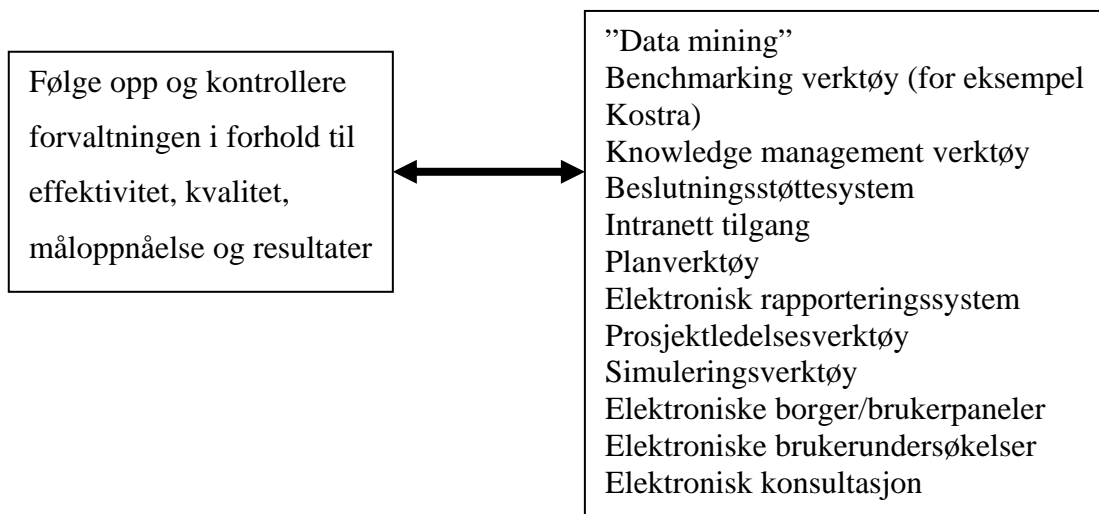 Følge opp og kontrollere
forvaltningen i forhold til
effektivitet, kvalitet,
måloppnåelse og resultater
”Data mining”
Benchmarking verktøy (for eksempel
Kostra)
Knowledge management verktøy
Beslutningsstøttesystem
Intranett tilgang
Planverktøy
Elektronisk rapporteringssystem
Prosjektledelsesverktøy
Simuleringsverktøy
Elektroniske borger/brukerpaneler
Elektroniske brukerundersøkelser
Elektronisk konsultasjon